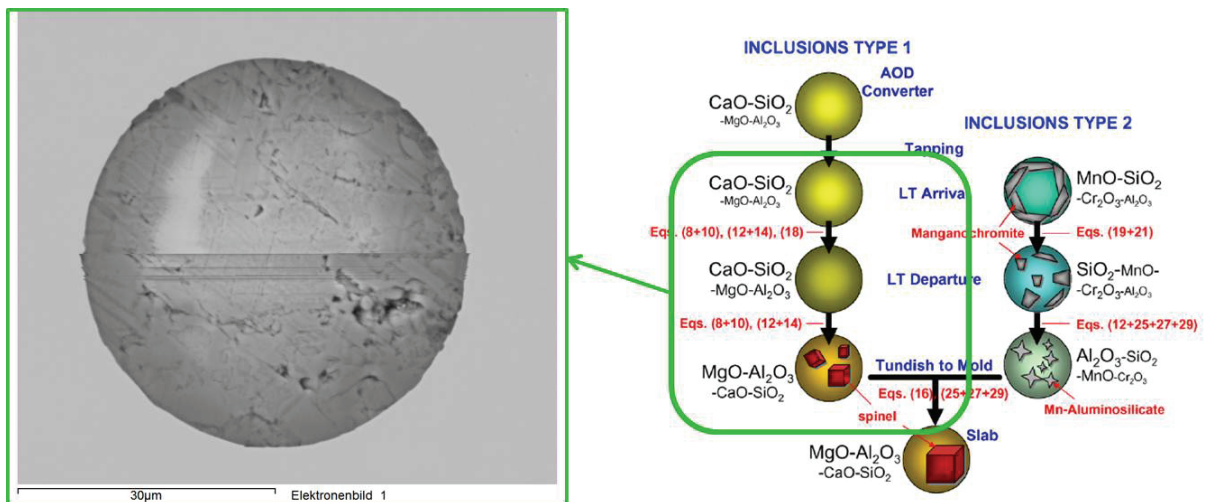 30µm
Elektronenbild 1
INCLUSIONS TYPE 1
AOD
Converter
CaO-SiO₂
-MgO-Al₂O₃
Tapping
CaO-SiO₂
-MgO-Al₂O₃
LT Arrival
Eqs. (8+10), (12+14), (18)
CaO-SiO₂
-MgO-Al₂O₃
LT Departure
Eqs. (8+10), (12+14)
MgO-Al₂O₃
-CaO-SiO₂
Tundish to Mold
Eqs. (16), (25+27+29)
spinel
Slab
MgO-Al₂O₃
-CaO-SiO₂
INCLUSIONS TYPE 2
MnO-SiO₂
-Cr₂O₃-Al₂O₃
Manganochromite
Eqs. (19+21)
SiO₂-MnO-
-Cr₂O₃-Al₂O₃
Eqs. (12+25+27+29)
Al₂O₃-SiO₂
-MnO-Cr₂O₃
Mn-Aluminosilicate